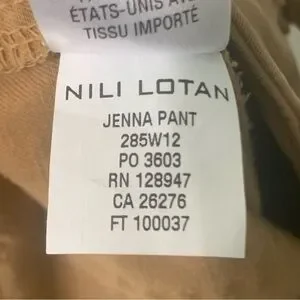 ÉTATS-UNIS AV
TISSU IMPORTÉ
NILI LOTAN
JENNA PANT
285W12
PO 3603
RN 128947
CA 26276
FT 100037